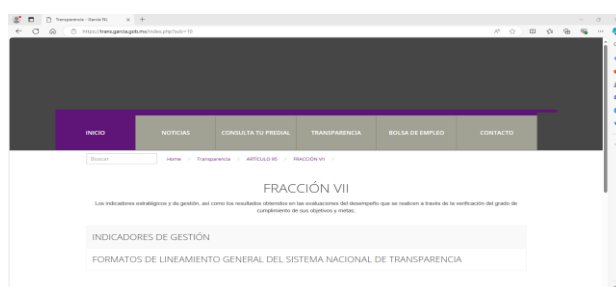 Transparencia - García NL
https://trans.garcia.gob.mx/index.php?sub=10
INICIO
NOTICIAS
CONSULTA TU PREDIAL
TRANSPARENCIA
BOLSA DE EMPLEO
CONTACTO
Buscar
Home / Transparencia / ARTÍCULO 95 / FRACCIÓN VII /
FRACCIÓN VII
Los indicadores estratégicos y de gestión, así como los resultados obtenidos en las evaluaciones del desempeño que se realicen a través de la verificación del grado de
cumplimiento de sus objetivos y metas;
INDICADORES DE GESTIÓN
FORMATOS DE LINEAMIENTO GENERAL DEL SISTEMA NACIONAL DE TRANSPARENCIA